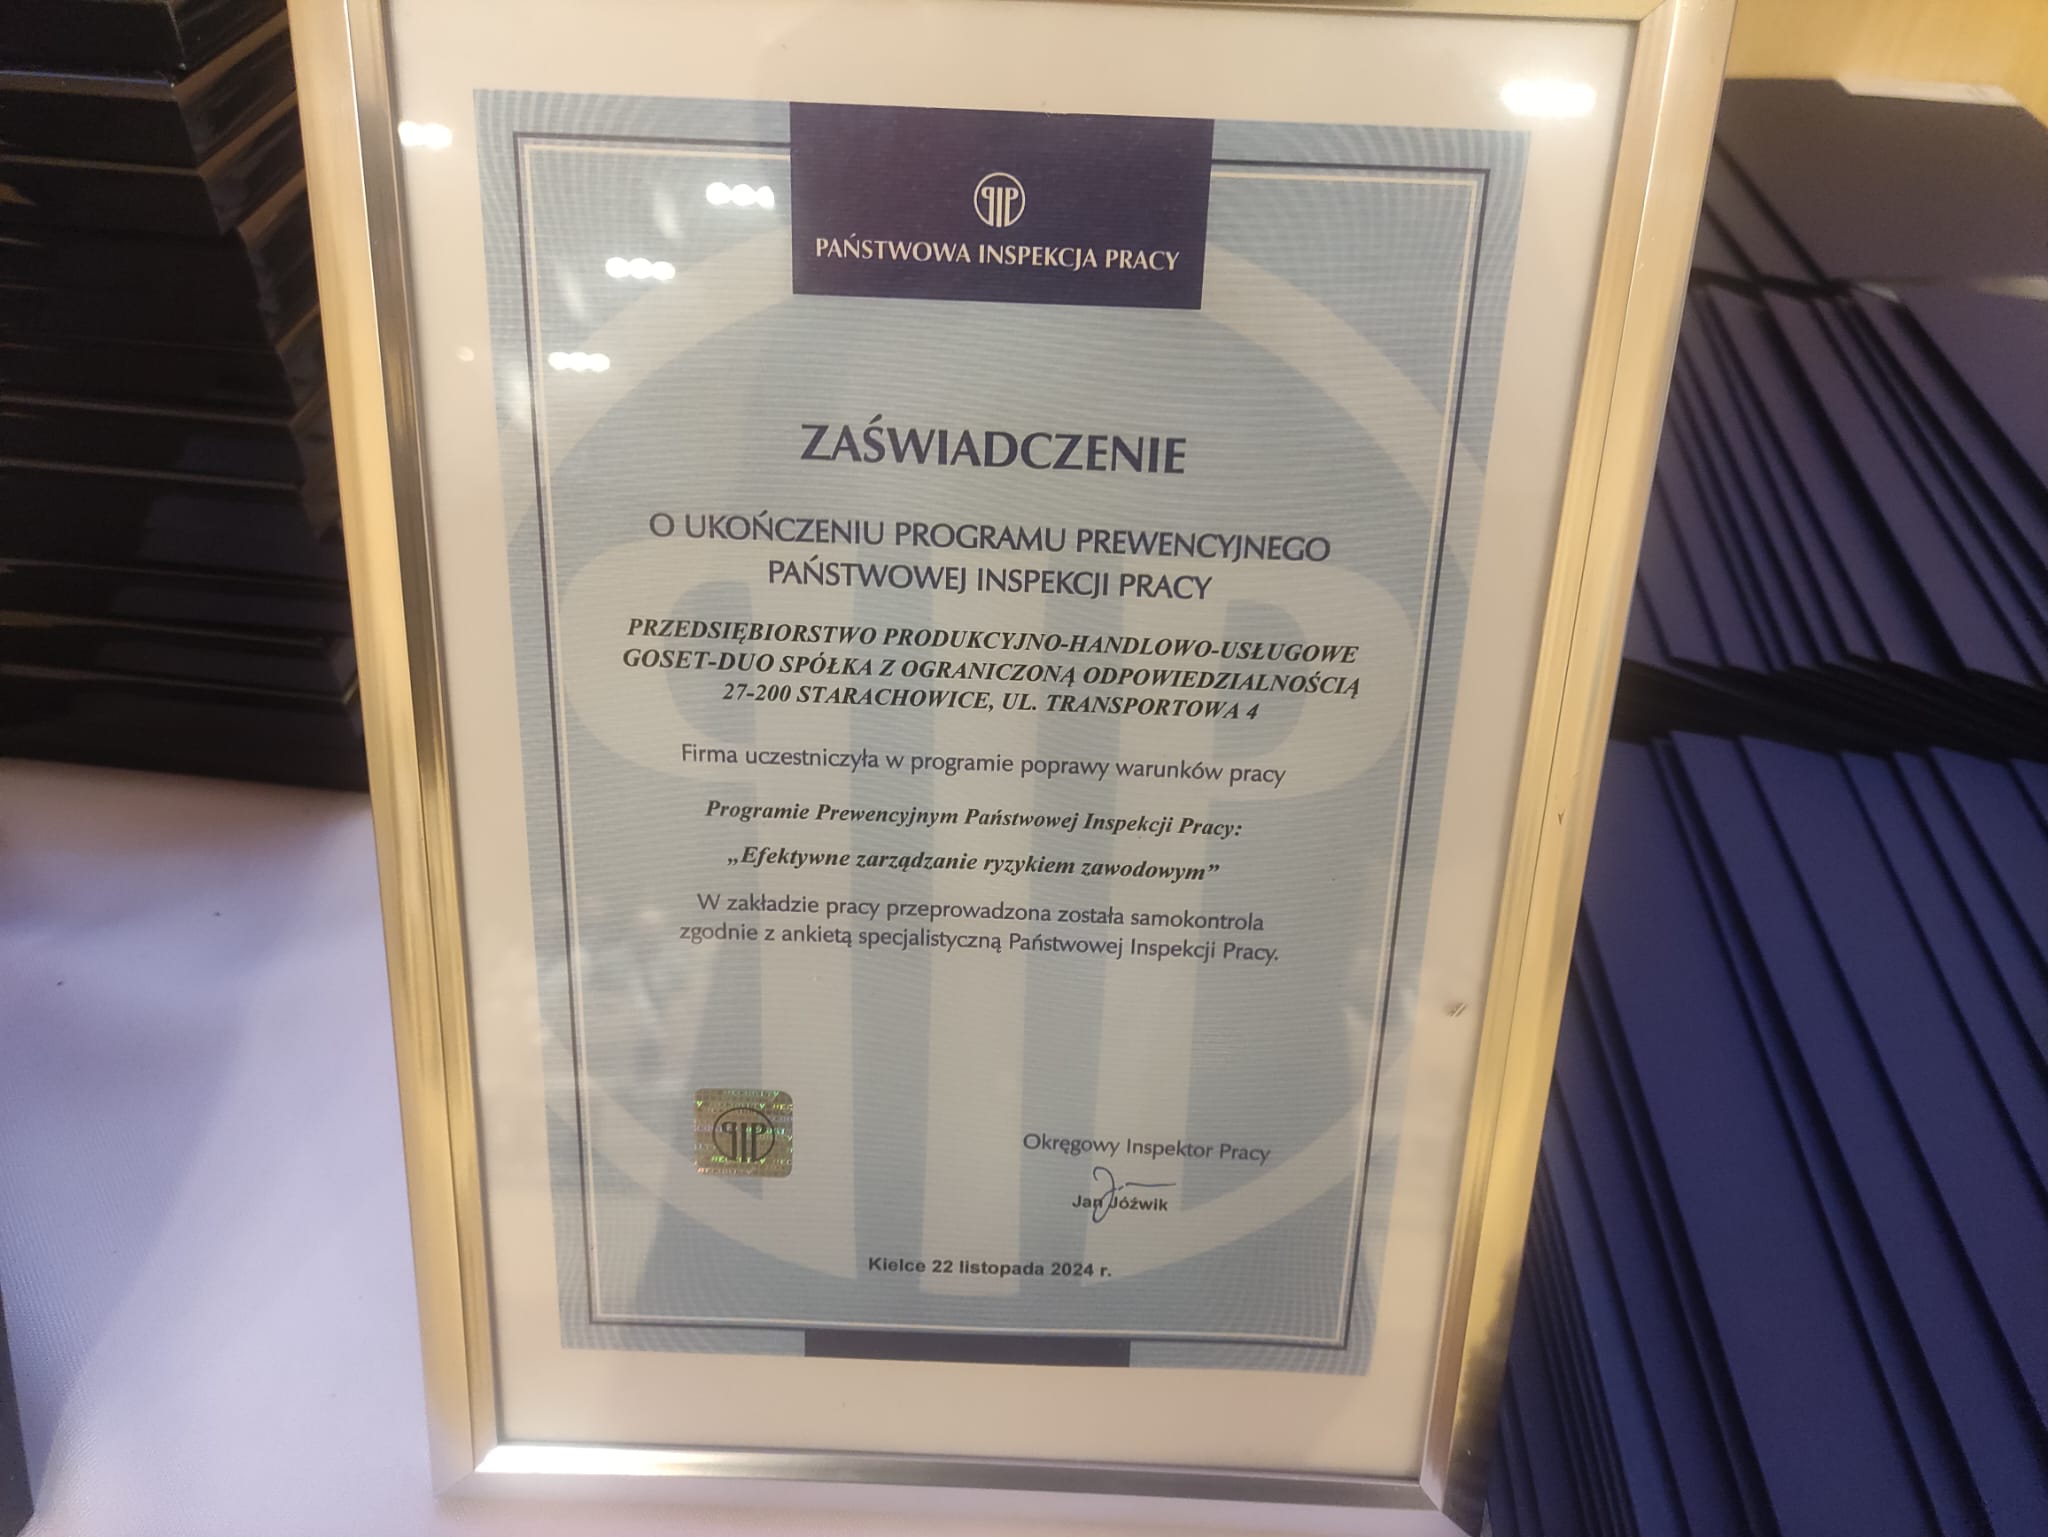 PIP
PAŃSTWOWA INSPEKCJA PRACY
ZAŚWIADCZENIE
O UKOŃCZENIU PROGRAMU PREWENCYJNEGO
PAŃSTWOWEJ INSPEKCJI PRACY
PRZEDSIĘBIORSTWO PRODUKCYJNO-HANDLOWO-USŁUGOWE
GOSET-DUO SPÓŁKA Z OGRANICZONĄ ODPOWIEDZIALNOŚCIĄ
27-200 STARACHOWICE, UL. TRANSPORTOWA 4
Firma uczestniczyła w programie poprawy warunków pracy
Programie Prewencyjnym Państwowej Inspekcji Pracy:
„Efektywne zarządzanie ryzykiem zawodowym”
W zakładzie pracy przeprowadzona została samokontrola
zgodnie z ankietą specjalistyczną Państwowej Inspekcji Pracy.
PIP
Okręgowy Inspektor Pracy
Jan Jóźwik
Kielce 22 listopada 2024 r.